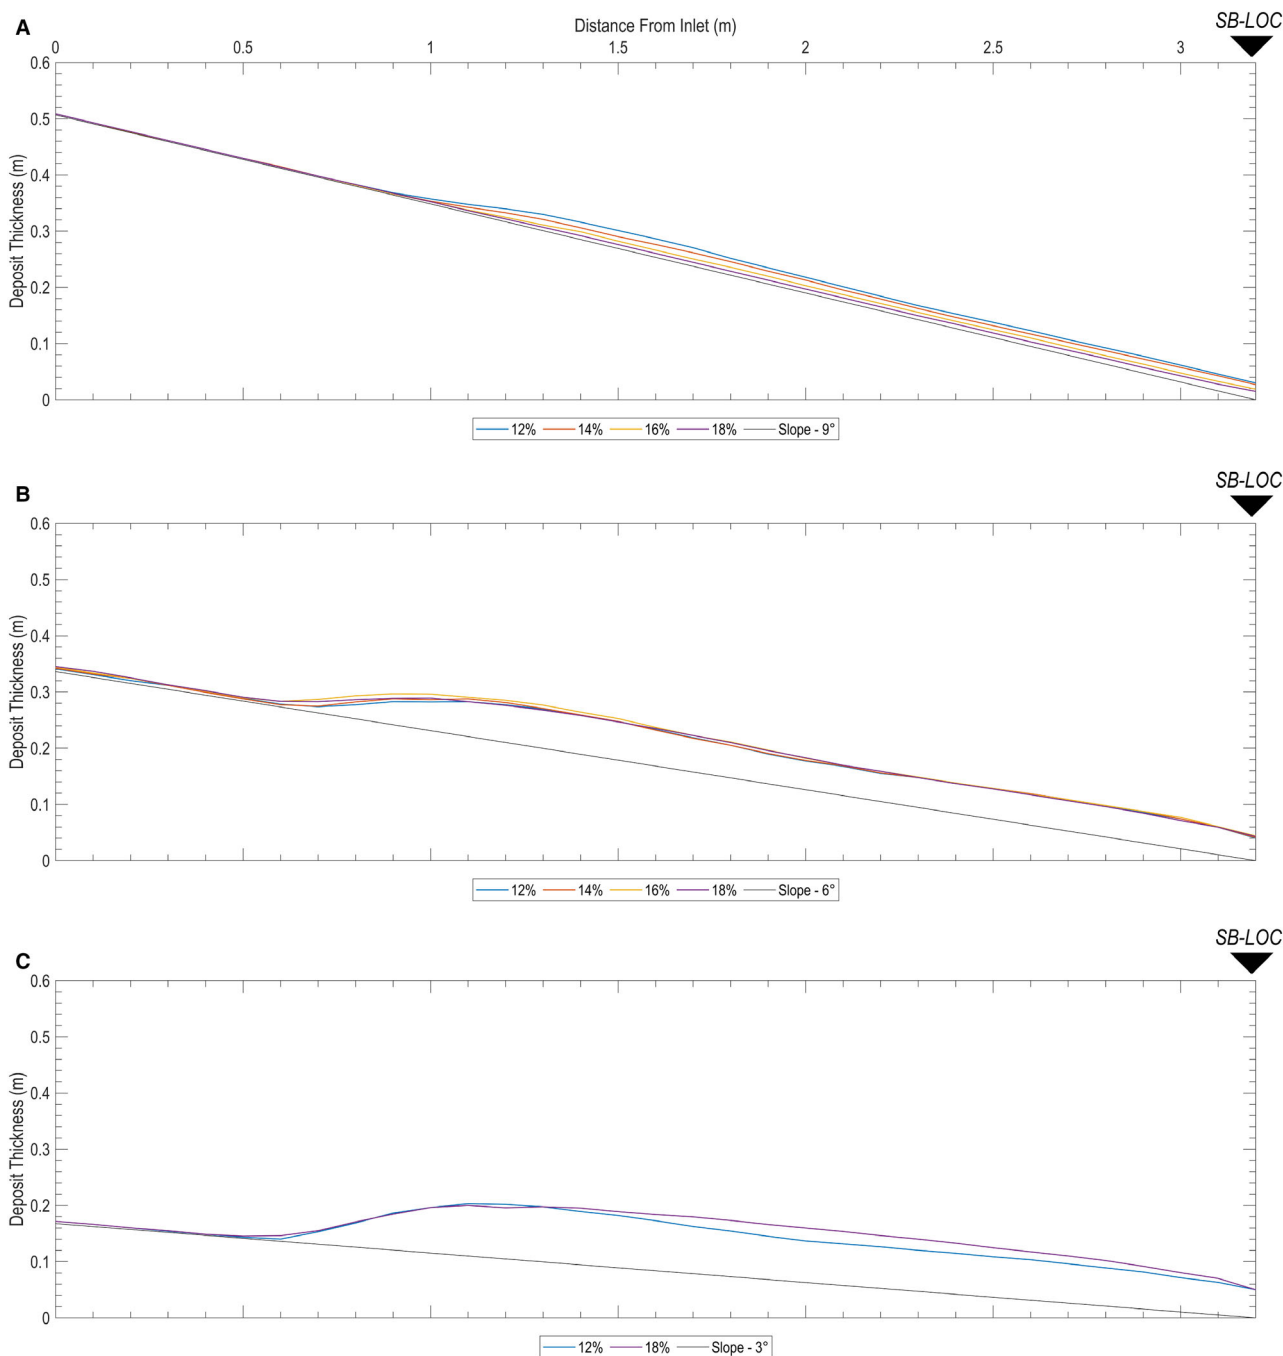 A
Distance From Inlet (m)
SB-LOC
0 0.5 1 1.5 2 2.5 3
0.6
0.5
0.4
0.3
0.2
0.1
0
Deposit Thickness (m)
12% 14% 16% 18% Slope - 9°
B
SB-LOC
0.6
0.5
0.4
0.3
0.2
0.1
0
Deposit Thickness (m)
12% 14% 16% 18% Slope - 6°
C
SB-LOC
0.6
0.5
0.4
0.3
0.2
0.1
0
Deposit Thickness (m)
12% 18% Slope - 3°